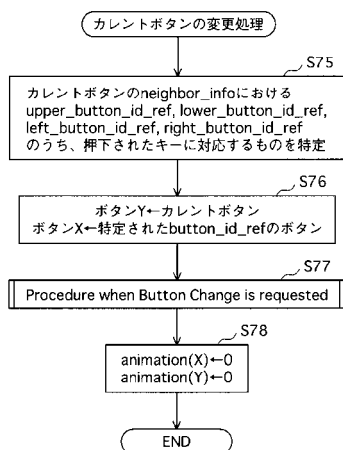 カレントボタンの変更処理
S75
カレントボタンのneighbor_infoにおける
upper_button_id_ref, lower_button_id_ref,
left_button_id_ref, right_button_id_ref
のうち、押下されたキーに対応するものを特定
S76
ボタンY←カレントボタン
ボタンX←特定されたbutton_id_refのボタン
S77
Procedure when Button Change is requested
S78
animation(X)←0
animation(Y)←0
END